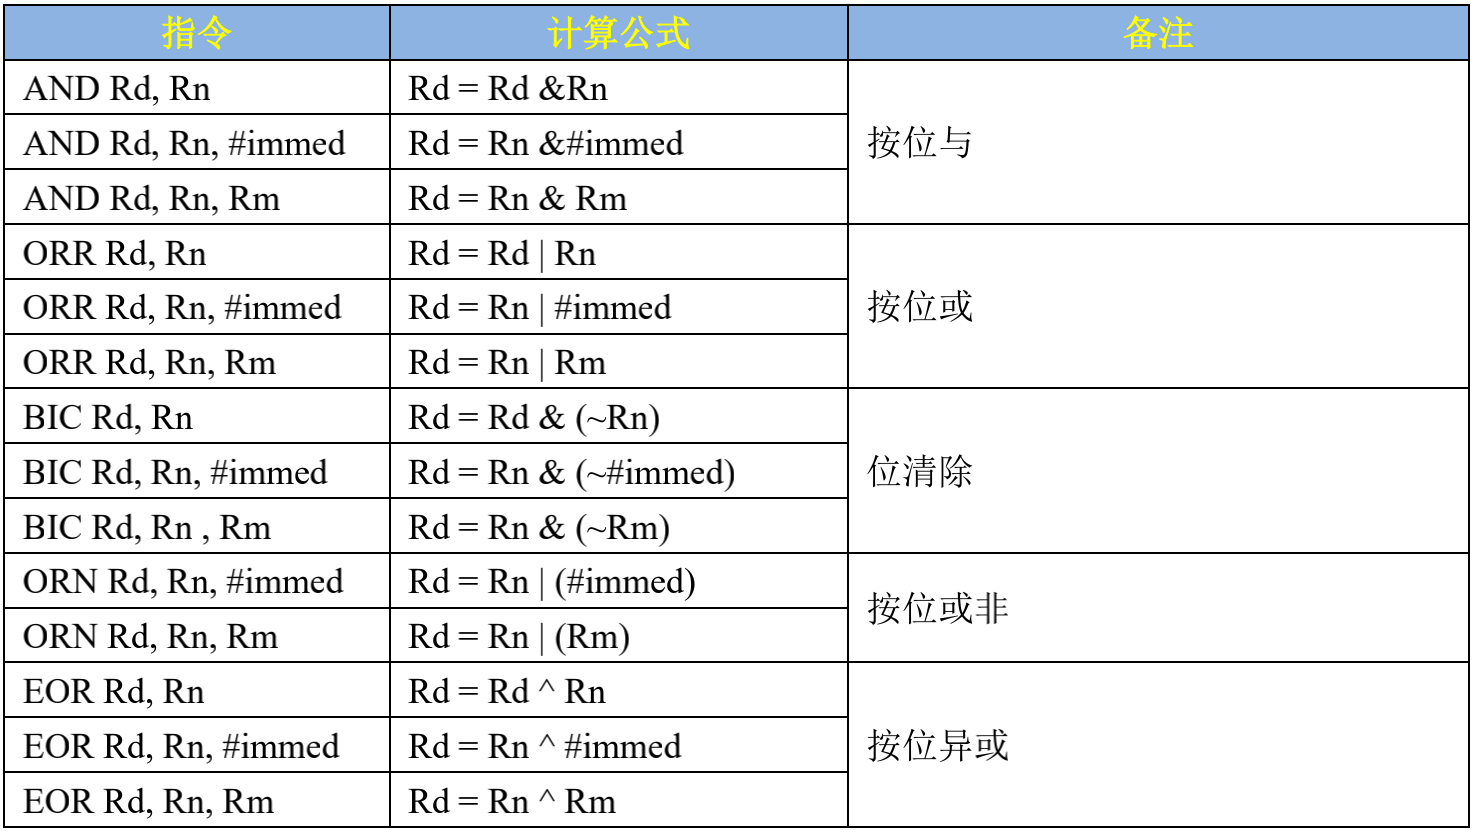 指令 计算公式 备注
AND Rd, Rn Rd = Rd &Rn
AND Rd, Rn, #immed Rd = Rn &#immed 按位与
AND Rd, Rn, Rm Rd = Rn & Rm
ORR Rd, Rn Rd = Rd | Rn
ORR Rd, Rn, #immed Rd = Rn | #immed 按位或
ORR Rd, Rn, Rm Rd = Rn | Rm
BIC Rd, Rn Rd = Rd & (~Rn)
BIC Rd, Rn, #immed Rd = Rn & (~#immed) 位清除
BIC Rd, Rn , Rm Rd = Rn & (~Rm)
ORN Rd, Rn, #immed Rd = Rn | (#immed) 按位或非
ORN Rd, Rn, Rm Rd = Rn | (Rm)
EOR Rd, Rn Rd = Rd ^ Rn
EOR Rd, Rn, #immed Rd = Rn ^ #immed 按位异或
EOR Rd, Rn, Rm Rd = Rn ^ Rm